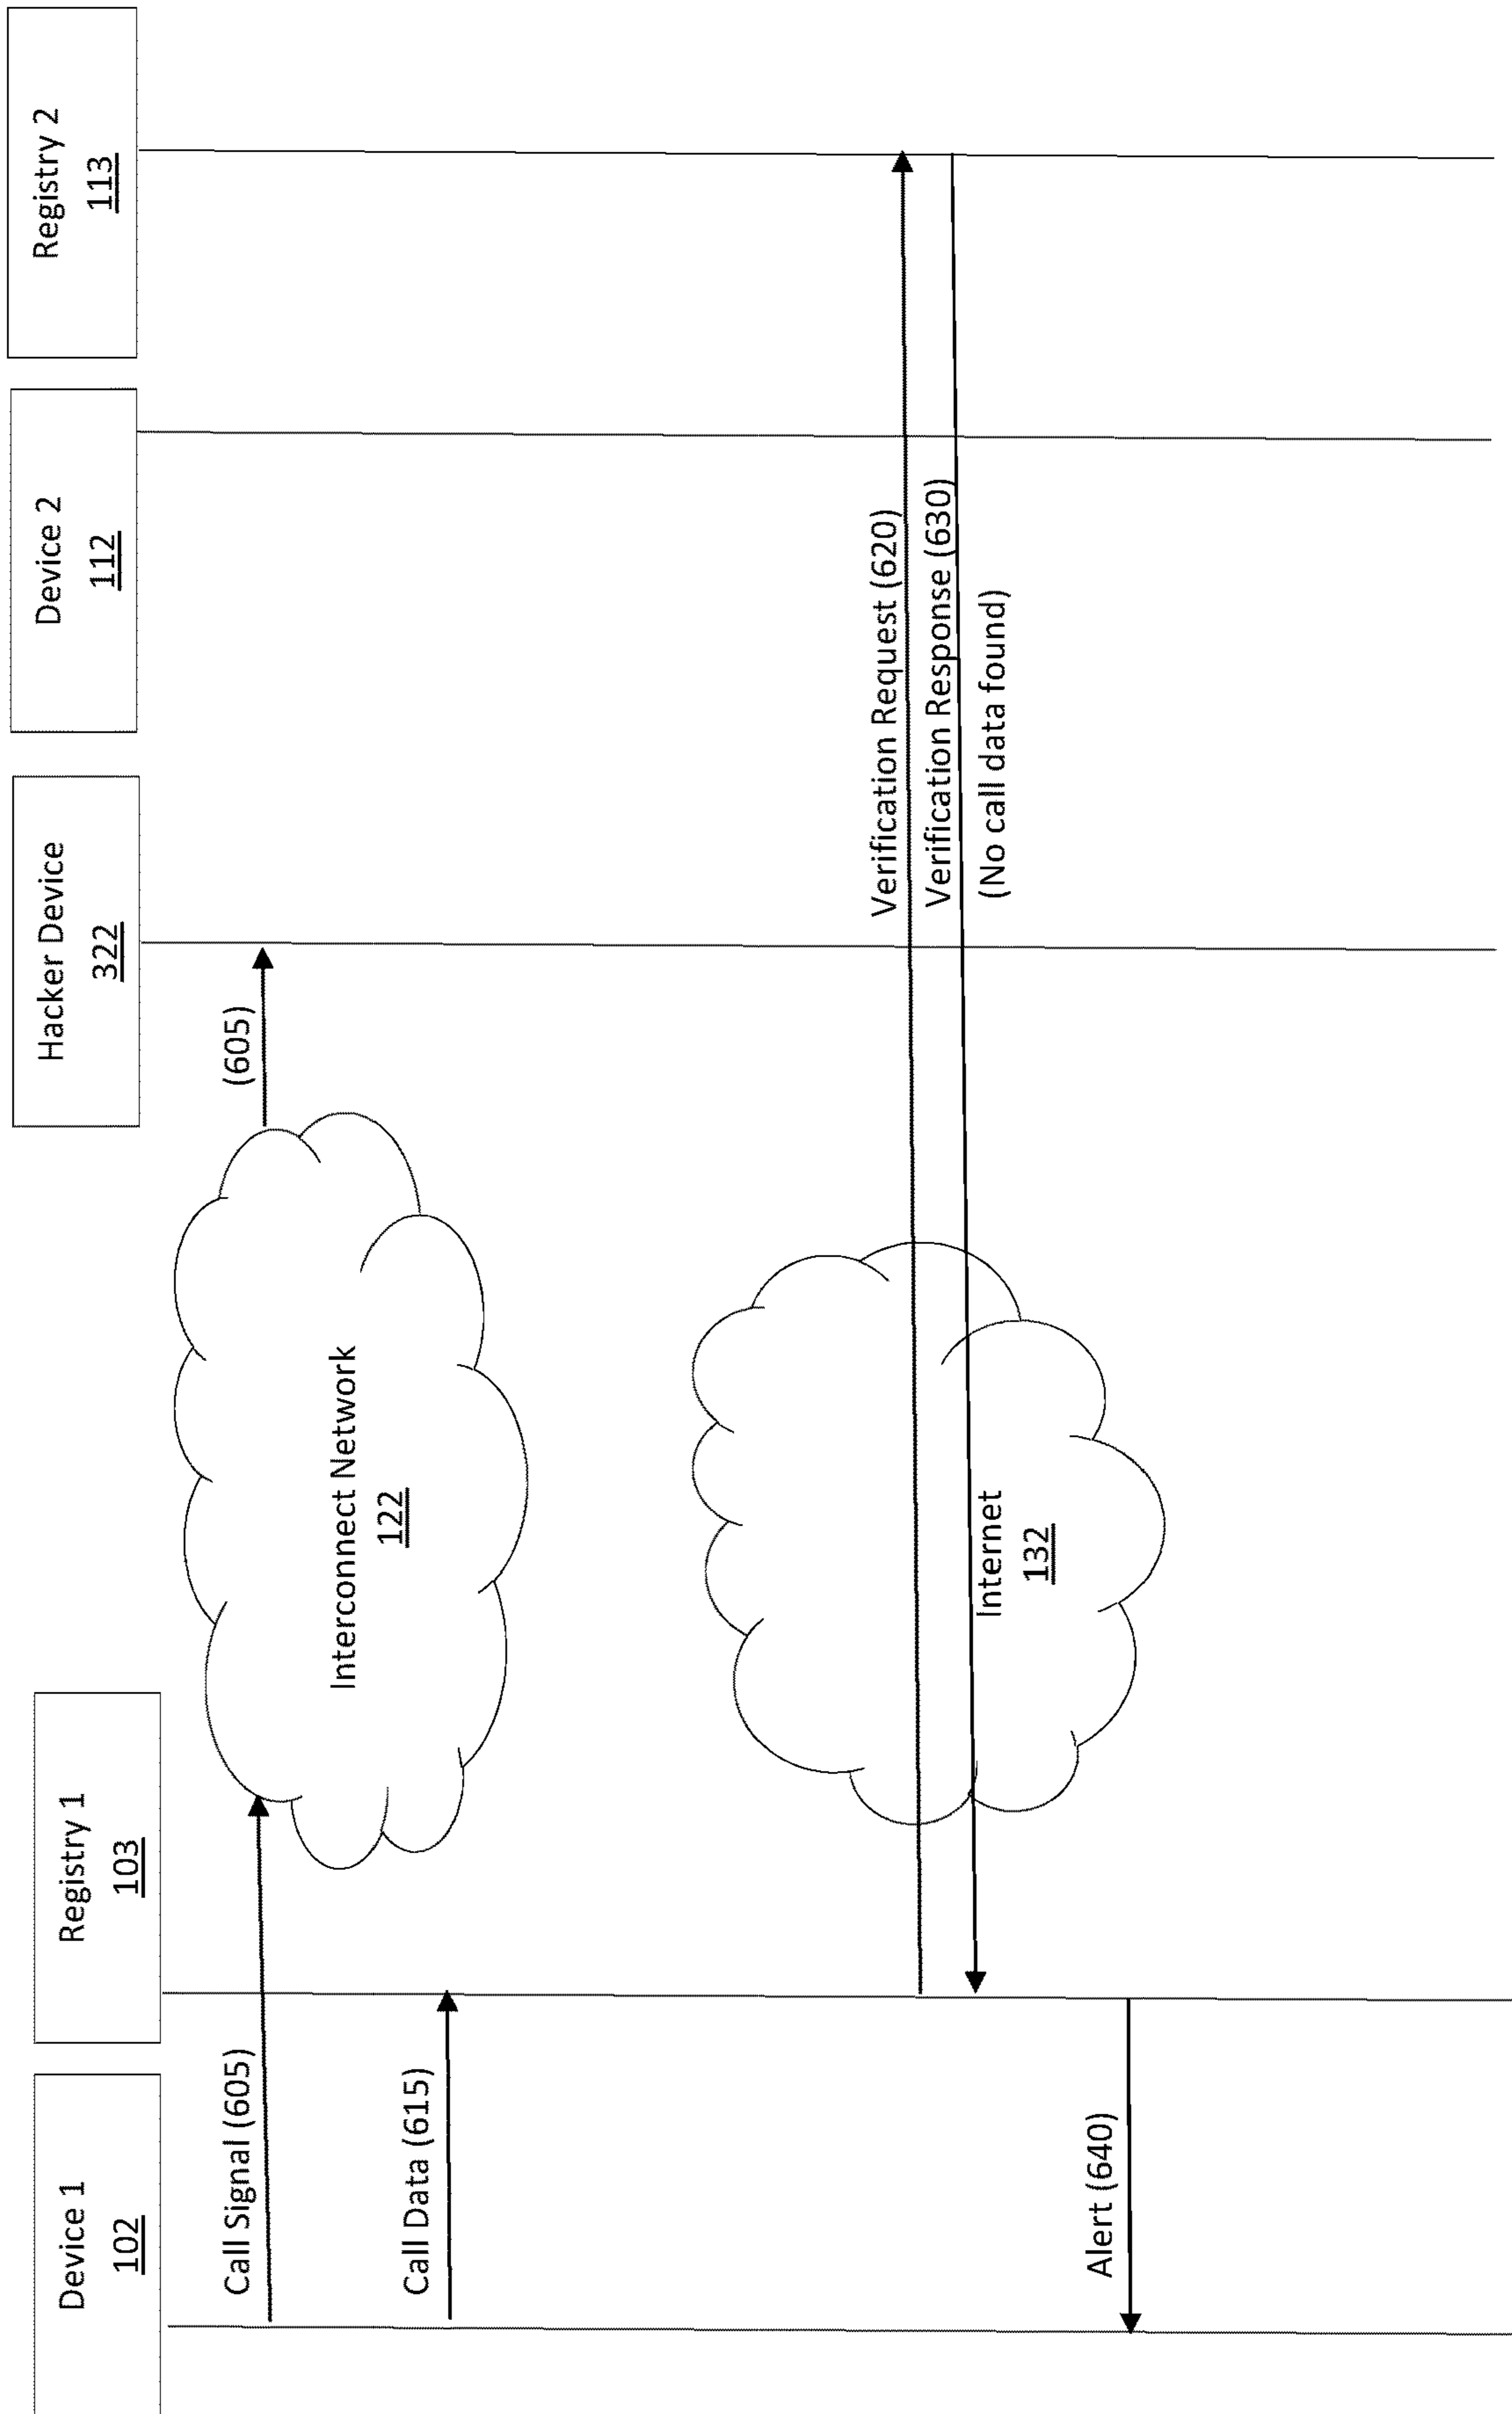 Device 1
102
Registry 1
103
Hacker Device
322
Device 2
112
Registry 2
113
Call Signal (605)
(605)
Interconnect Network
122
Call Data (615)
Verification Request (620)
Verification Response (630)
(No call data found)
Internet
132
Alert (640)